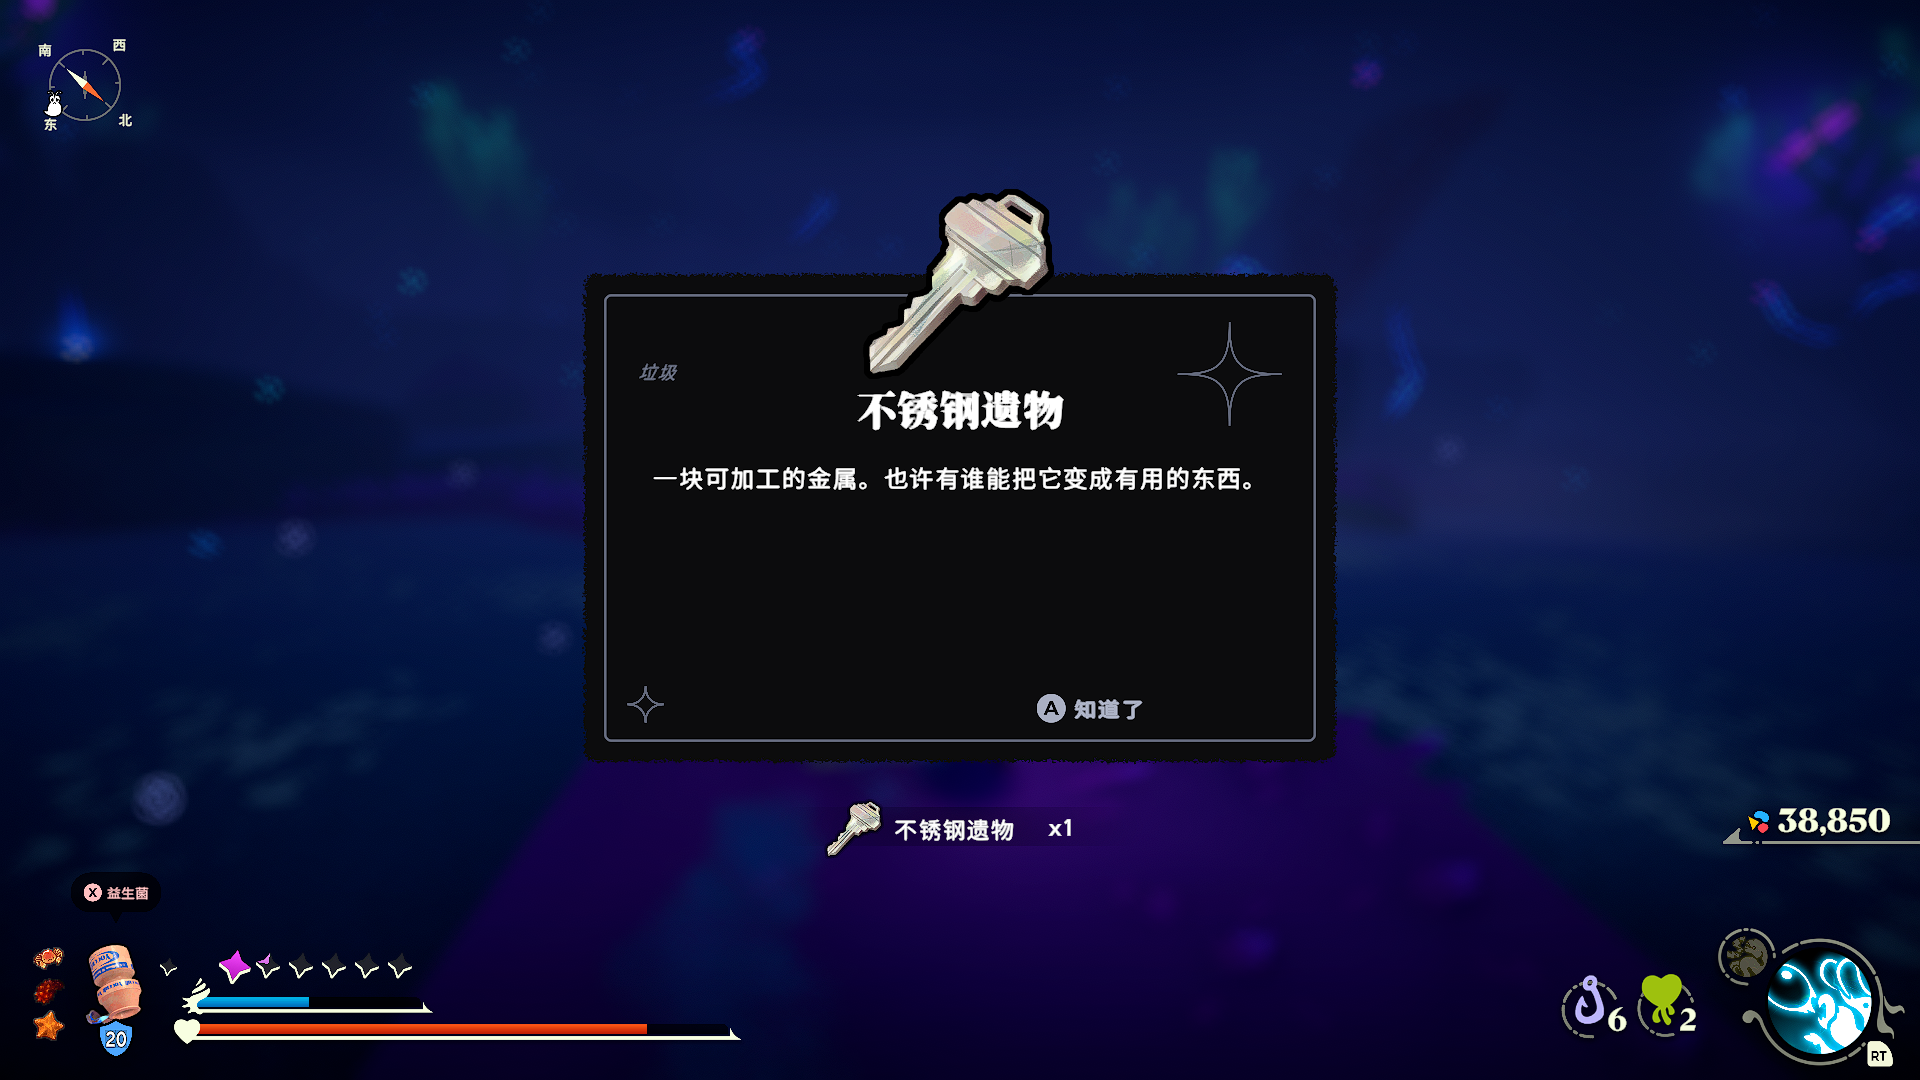 南
西
东
北
垃圾
不锈钢遗物
一块可加工的金属。也许有谁能把它变成有用的东西。
A 知道了
不锈钢遗物 x1
38,850
X 益生菌
20
6
2
RT